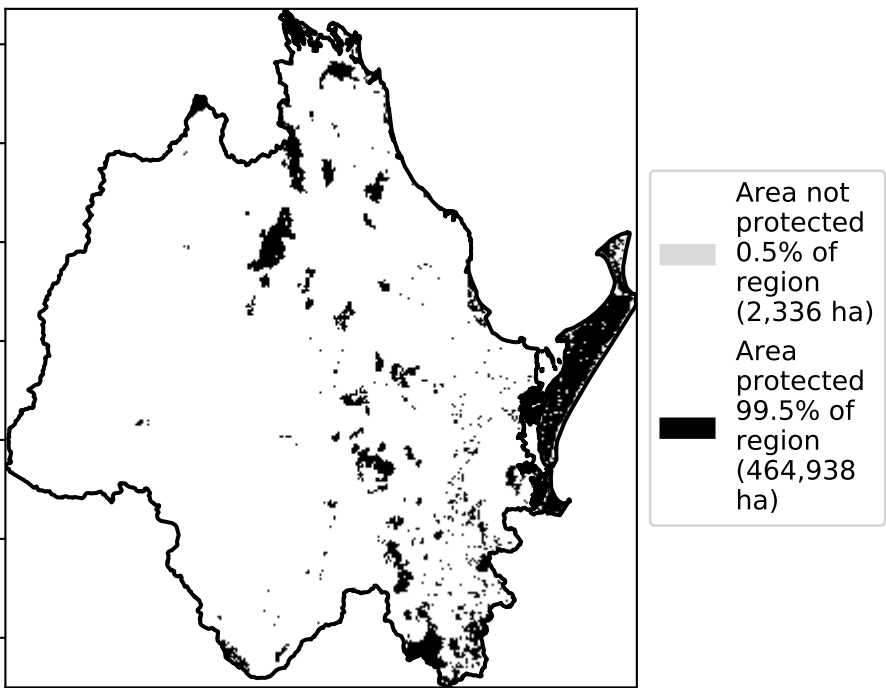 Area not
protected
0.5% of
region
(2,336 ha)
Area
protected
99.5% of
region
(464,938
ha)